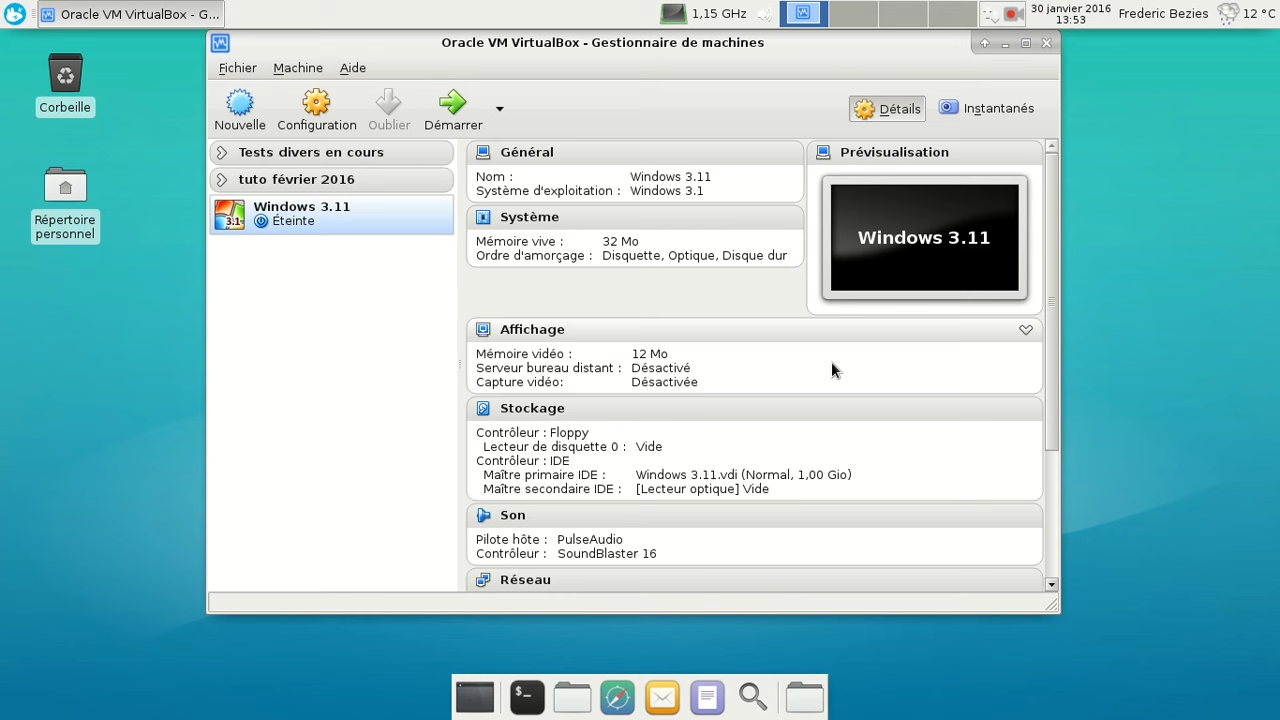 Oracle VM VirtualBox - G...
1,15 GHz
30 janvier 2016
13:53
Frederic Bezies
12 °C
Corbeille
Répertoire
personnel
Oracle VM VirtualBox - Gestionnaire de machines
Fichier Machine Aide
Nouvelle Configuration Oublier Démarrer
Détails Instantanés
Tests divers en cours
tuto février 2016
Windows 3.11
Éteinte
3.1
Général
Nom : Windows 3.11
Système d'exploitation : Windows 3.1
Système
Mémoire vive : 32 Mo
Ordre d'amorçage : Disquette, Optique, Disque dur
Prévisualisation
Windows 3.11
Affichage
Mémoire vidéo : 12 Mo
Serveur bureau distant : Désactivé
Capture vidéo: Désactivée
Stockage
Contrôleur : Floppy
Lecteur de disquette 0 : Vide
Contrôleur : IDE
Maître primaire IDE : Windows 3.11.vdi (Normal, 1,00 Gio)
Maître secondaire IDE : [Lecteur optique] Vide
Son
Pilote hôte : PulseAudio
Contrôleur : SoundBlaster 16
Réseau